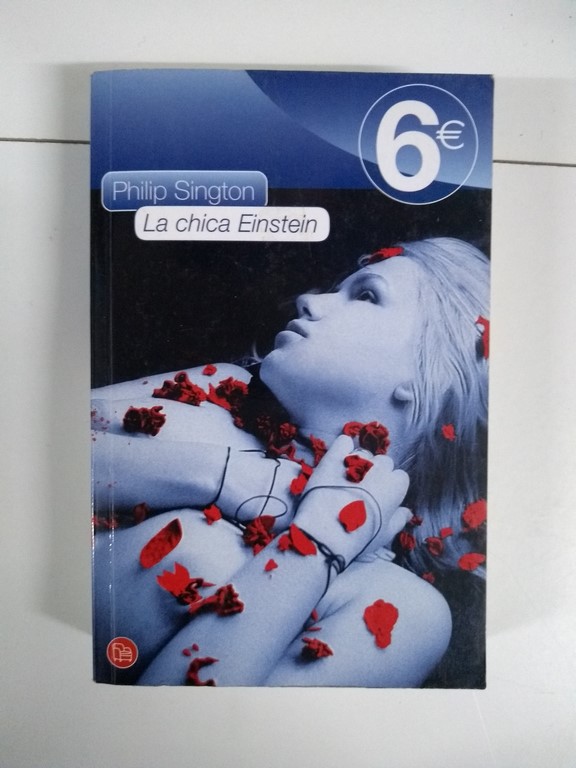 6€
Philip Sington
La chica Einstein